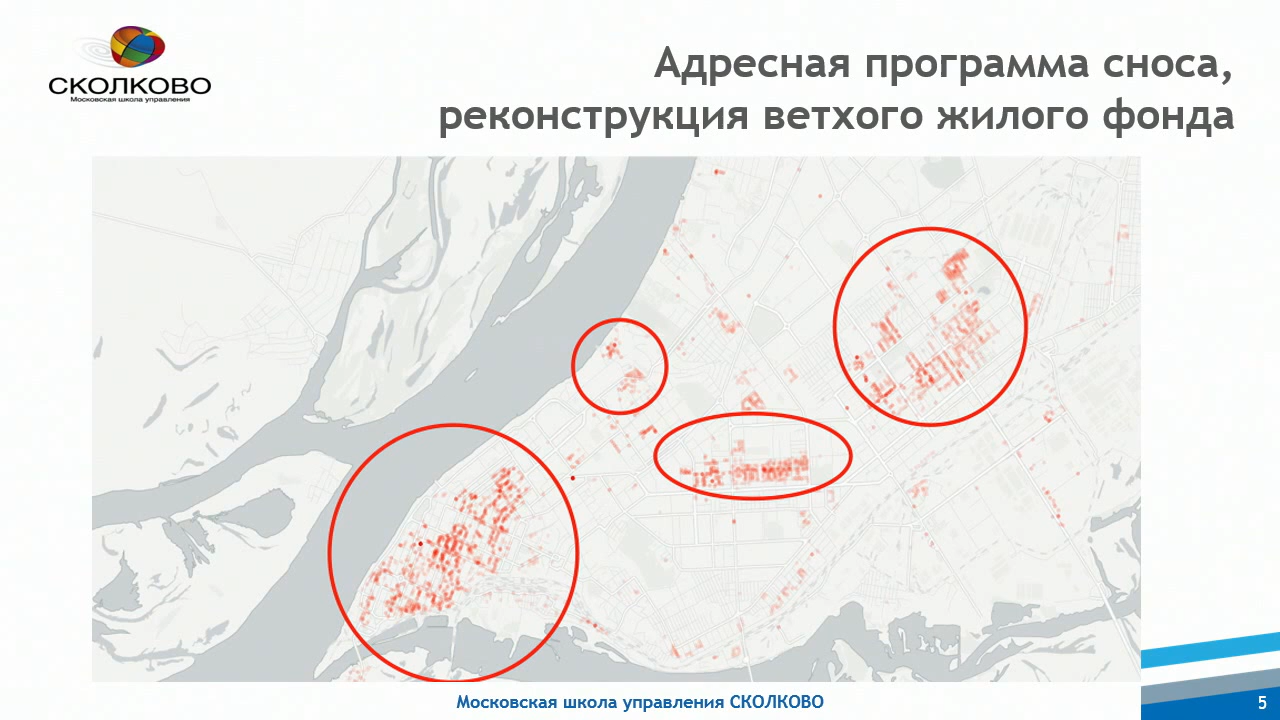 СКОЛКОВО
Московская школа управления
Адресная программа сноса,
реконструкция ветхого жилого фонда
Московская школа управления СКОЛКОВО
5